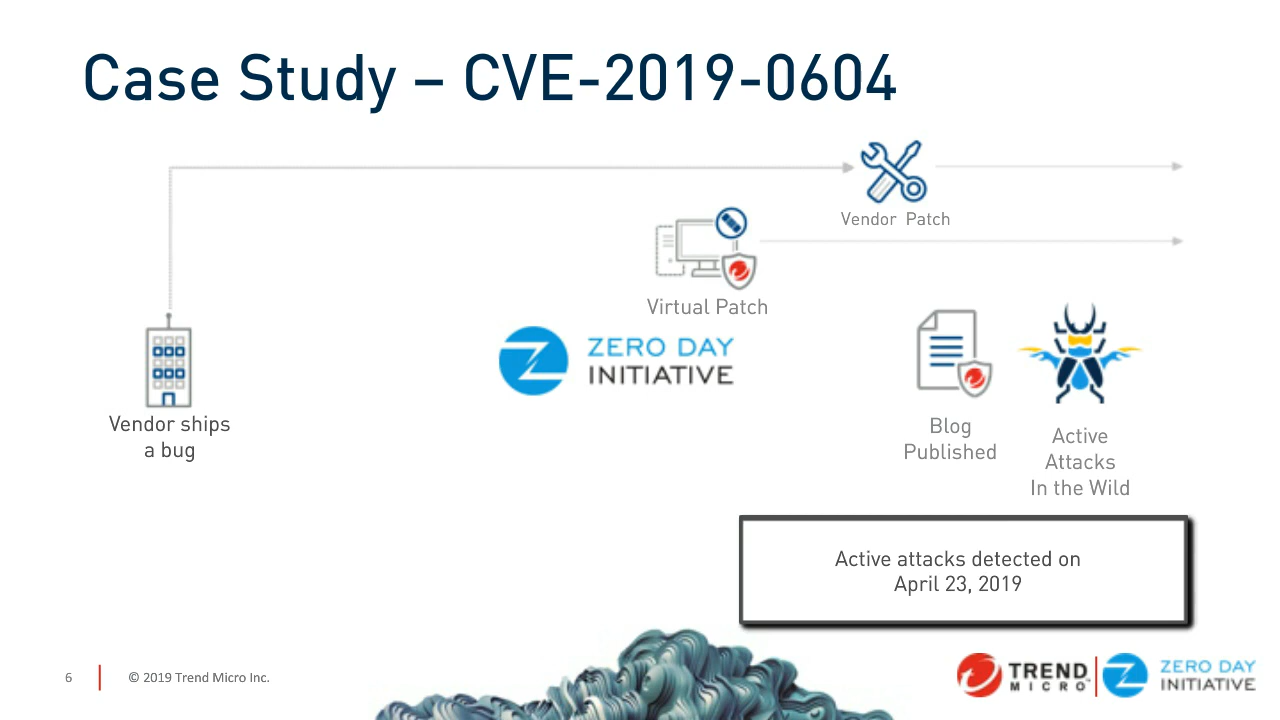 Case Study – CVE-2019-0604
Vendor Patch
Virtual Patch
ZERO DAY
INITIATIVE
Vendor ships
a bug
Blog
Published
Active
Attacks
In the Wild
Active attacks detected on
April 23, 2019
6
© 2019 Trend Micro Inc.
TREND
MICRO™
ZERO DAY
INITIATIVE